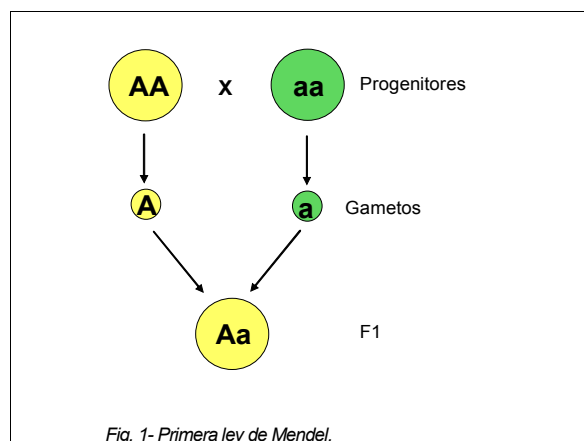 AA x aa Progenitores
A a Gametos
Aa F1
Fig. 1- Primera ley de Mendel.